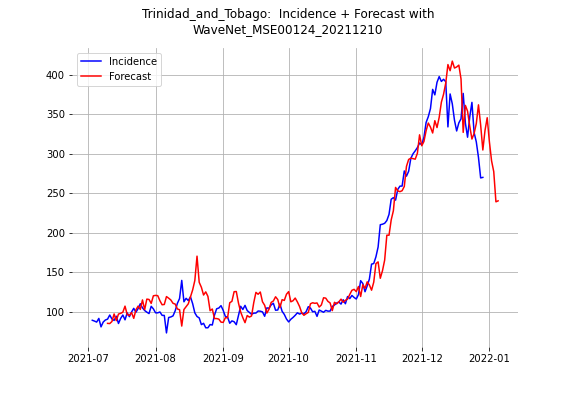 Trinidad_and_Tobago:  Incidence + Forecast with
WaveNet_MSE00124_20211210
Incidence
Forecast
400
350
300
250
200
150
100
2021-07 2021-08 2021-09 2021-10 2021-11 2021-12 2022-01